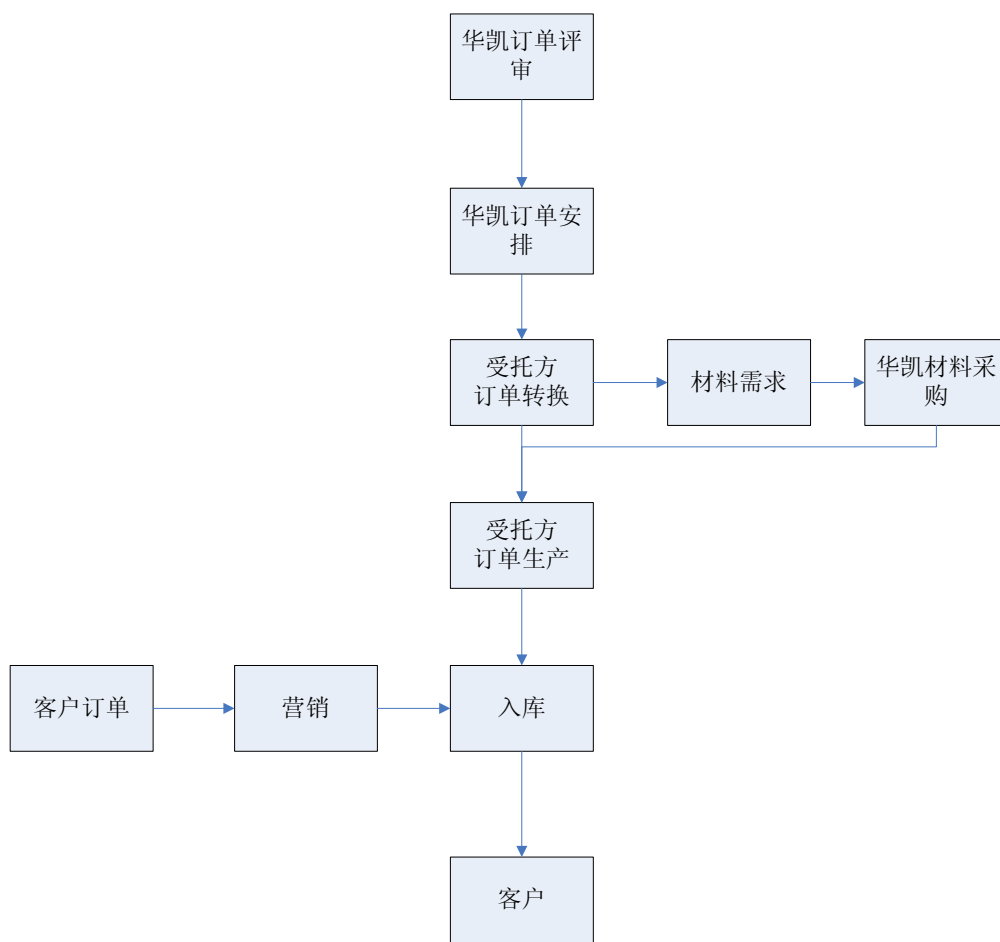 华凯订单评
审
华凯订单安
排
受托方
订单转换
材料需求
华凯材料采
购
受托方
订单生产
客户订单
营销
入库
客户